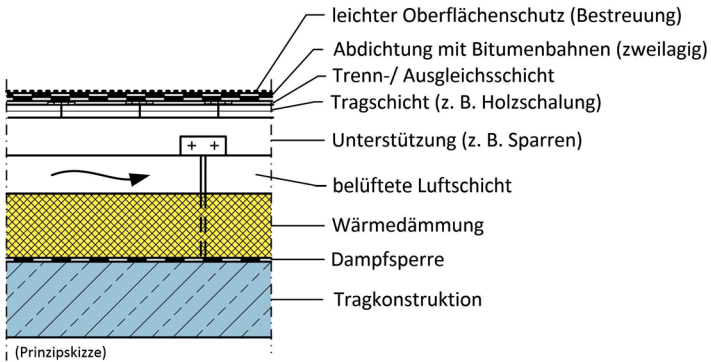 leichter Oberflächenschutz (Bestreuung)
Abdichtung mit Bitumenbahnen (zweilagig)
Trenn-/ Ausgleichsschicht
Tragschicht (z. B. Holzschalung)
Unterstützung (z. B. Sparren)
belüftete Luftschicht
Wärmedämmung
Dampfsperre
Tragkonstruktion
(Prinzipskizze)